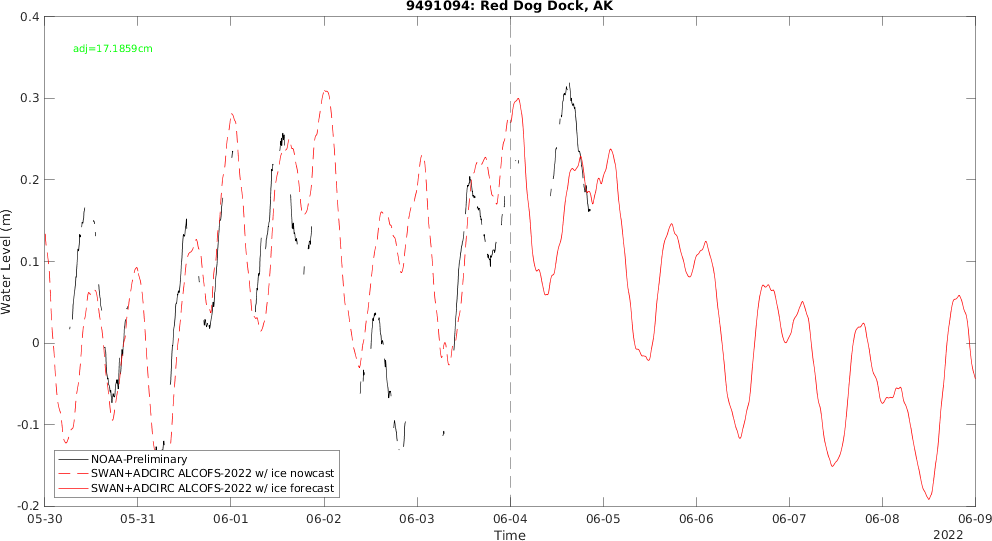 9491094: Red Dog Dock, AK
adj=17.1859cm
Water Level (m)
0.4
0.3
0.2
0.1
0
-0.1
-0.2
NOAA-Preliminary
SWAN+ADCIRC ALCOFS-2022 w/ ice nowcast
SWAN+ADCIRC ALCOFS-2022 w/ ice forecast
05-30 05-31 06-01 06-02 06-03 06-04 06-05 06-06 06-07 06-08 06-09
Time
2022